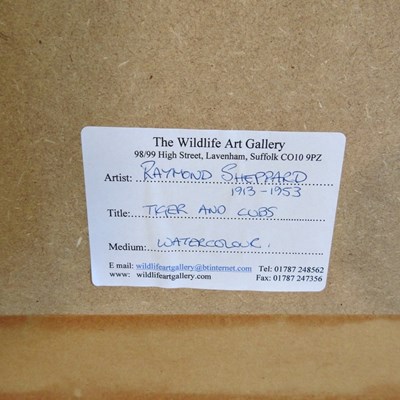 The Wildlife Art Gallery
98/99 High Street, Lavenham, Suffolk CO10 9PZ
Artist: RAYMOND SHEPPARD
1913-1953
Title: TIGER AND CUBS
Medium: WATERCOLOUR.
E mail: wildlifeartgallery@btinternet.com Tel: 01787 248562
www: wildlifeartgallery.com Fax: 01787 247356